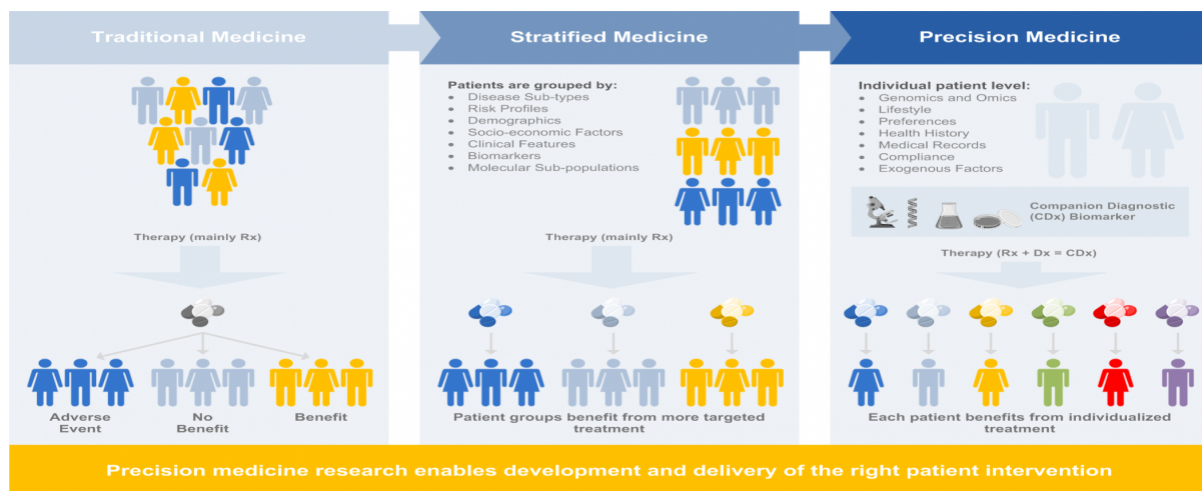 Traditional Medicine
Therapy (mainly Rx)
Adverse
Event
No
Benefit
Benefit
Stratified Medicine
Patients are grouped by:
• Disease Sub-types
• Risk Profiles
• Demographics
• Socio-economic Factors
• Clinical Features
• Biomarkers
• Molecular Sub-populations
Therapy (mainly Rx)
Patient groups benefit from more targeted
treatment
Precision Medicine
Individual patient level:
• Genomics and Omics
• Lifestyle
• Preferences
• Health History
• Medical Records
• Compliance
• Exogenous Factors
Companion Diagnostic
(CDx) Biomarker
Therapy (Rx + Dx = CDx)
Each patient benefits from individualized
treatment
Precision medicine research enables development and delivery of the right patient intervention